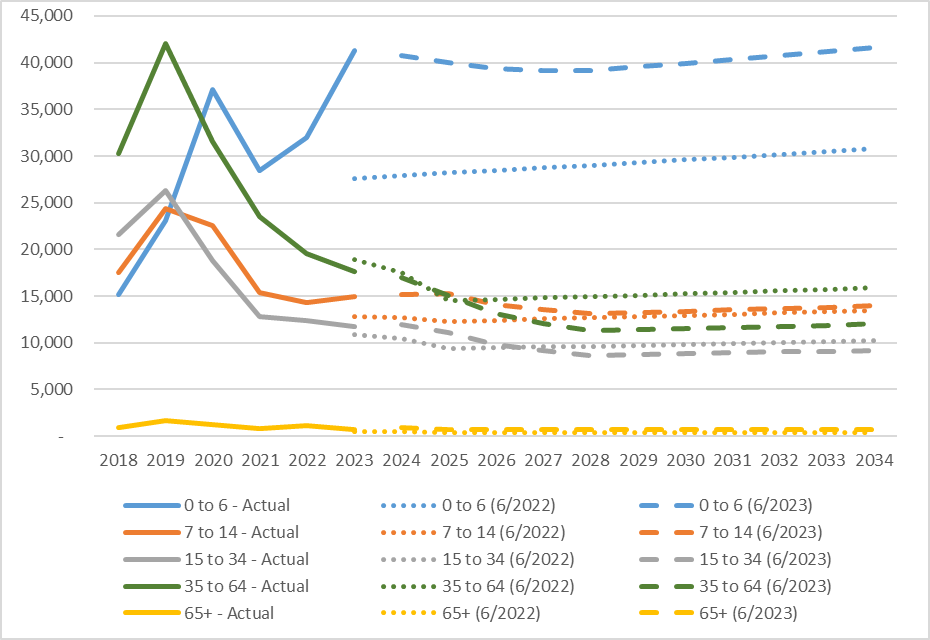 45,000
40,000
35,000
30,000
25,000
20,000
15,000
10,000
5,000
-
2018 2019 2020 2021 2022 2023 2024 2025 2026 2027 2028 2029 2030 2031 2032 2033 2034
0 to 6 - Actual 0 to 6 (6/2022) 0 to 6 (6/2023)
7 to 14 - Actual 7 to 14 (6/2022) 7 to 14 (6/2023)
15 to 34 - Actual 15 to 34 (6/2022) 15 to 34 (6/2023)
35 to 64 - Actual 35 to 64 (6/2022) 35 to 64 (6/2023)
65+ - Actual 65+ (6/2022) 65+ (6/2023)